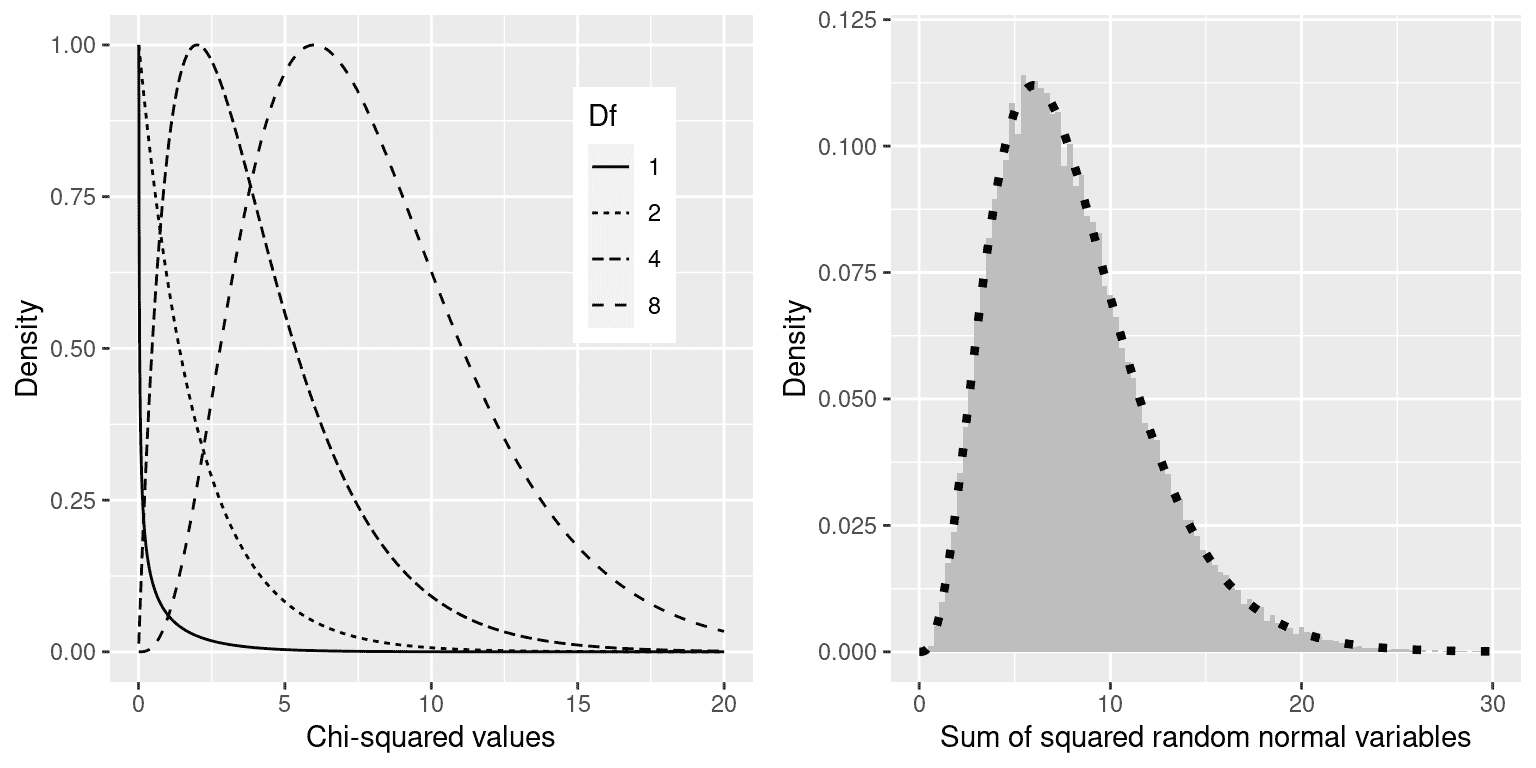 Density
1.00
0.75
0.50
0.25
0.00
0 5 10 15 20
Chi-squared values
Df
1
2
4
8
Density
0.125
0.100
0.075
0.050
0.025
0.000
0 10 20 30
Sum of squared random normal variables